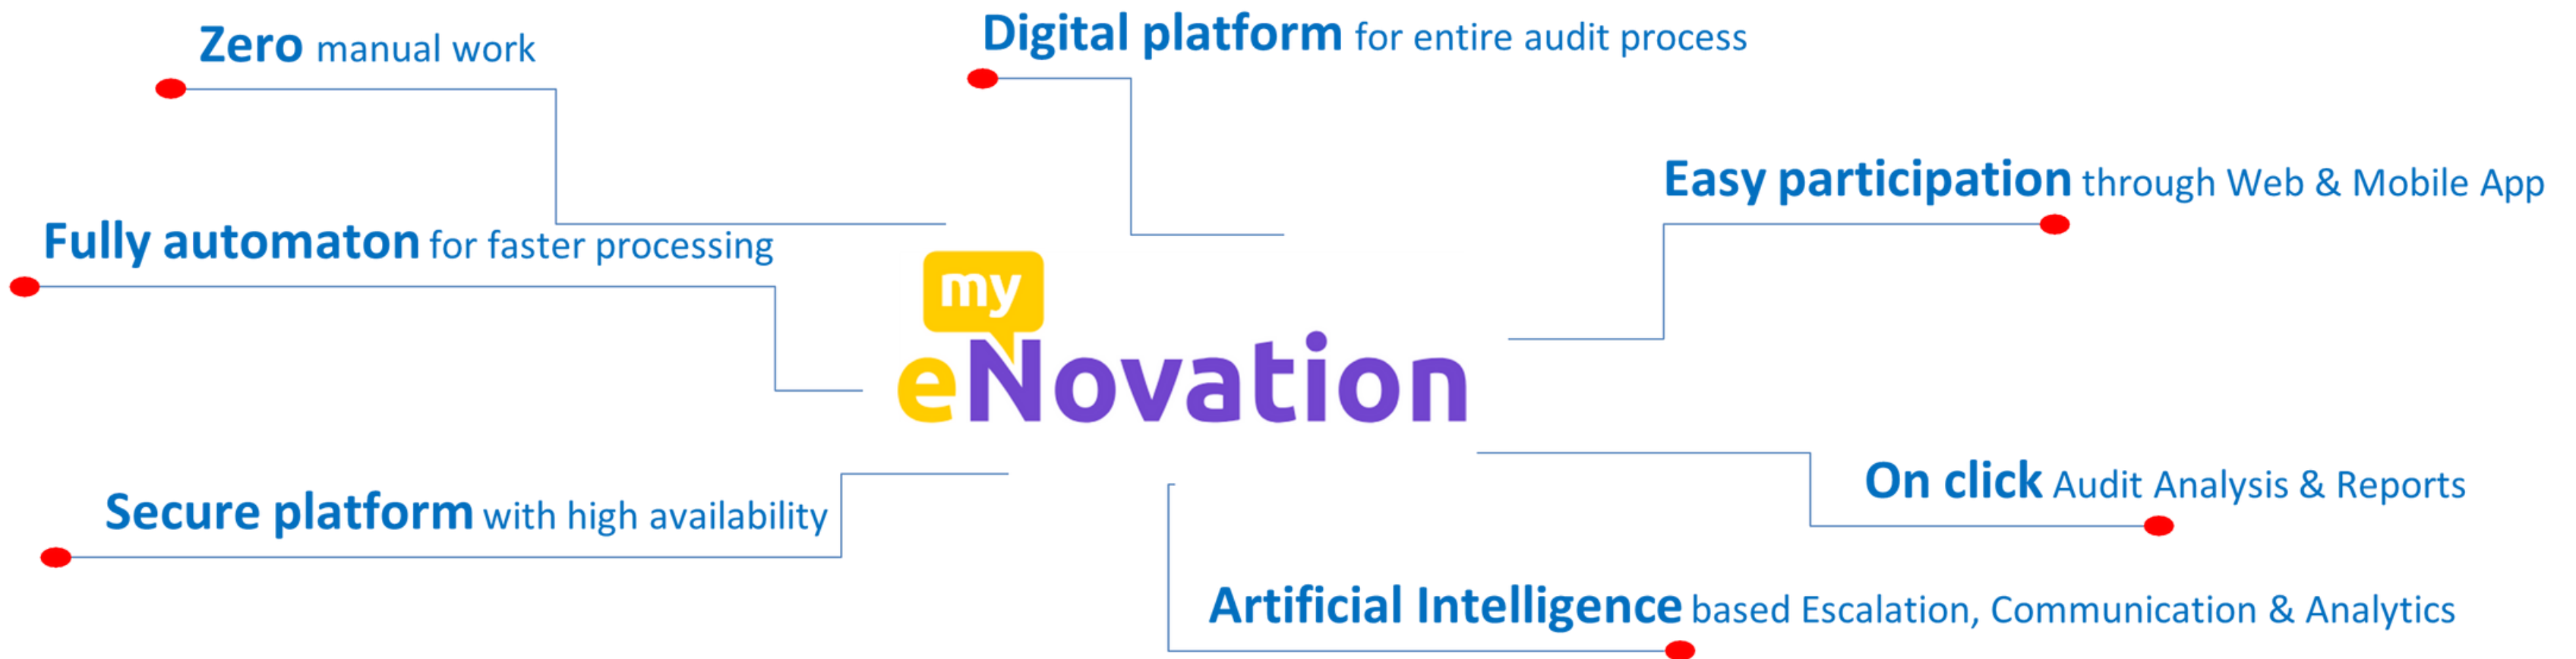 Zero manual work
Digital platform for entire audit process
Easy participation through Web & Mobile App
Fully automaton for faster processing
my
eNovation
On click Audit Analysis & Reports
Secure platform with high availability
Artificial Intelligence based Escalation, Communication & Analytics